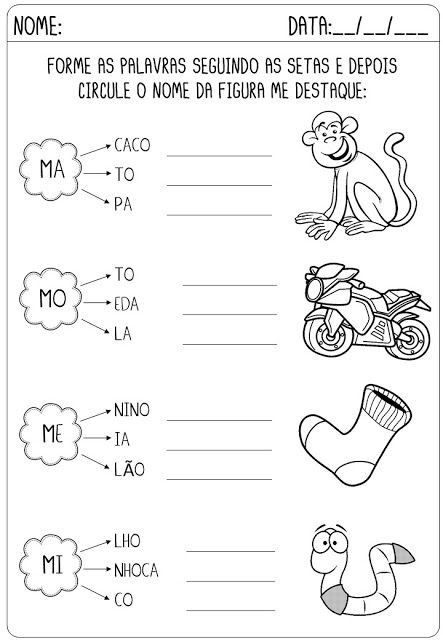 NOME: DATA:__/__/___
FORME AS PALAVRAS SEGUINDO AS SETAS E DEPOIS
CIRCULE O NOME DA FIGURA ME DESTAQUE:
MA
CACO
TO
PA
MO
TO
EDA
LA
ME
NINO
IA
LÃO
MI
LHO
NHOCA
CO